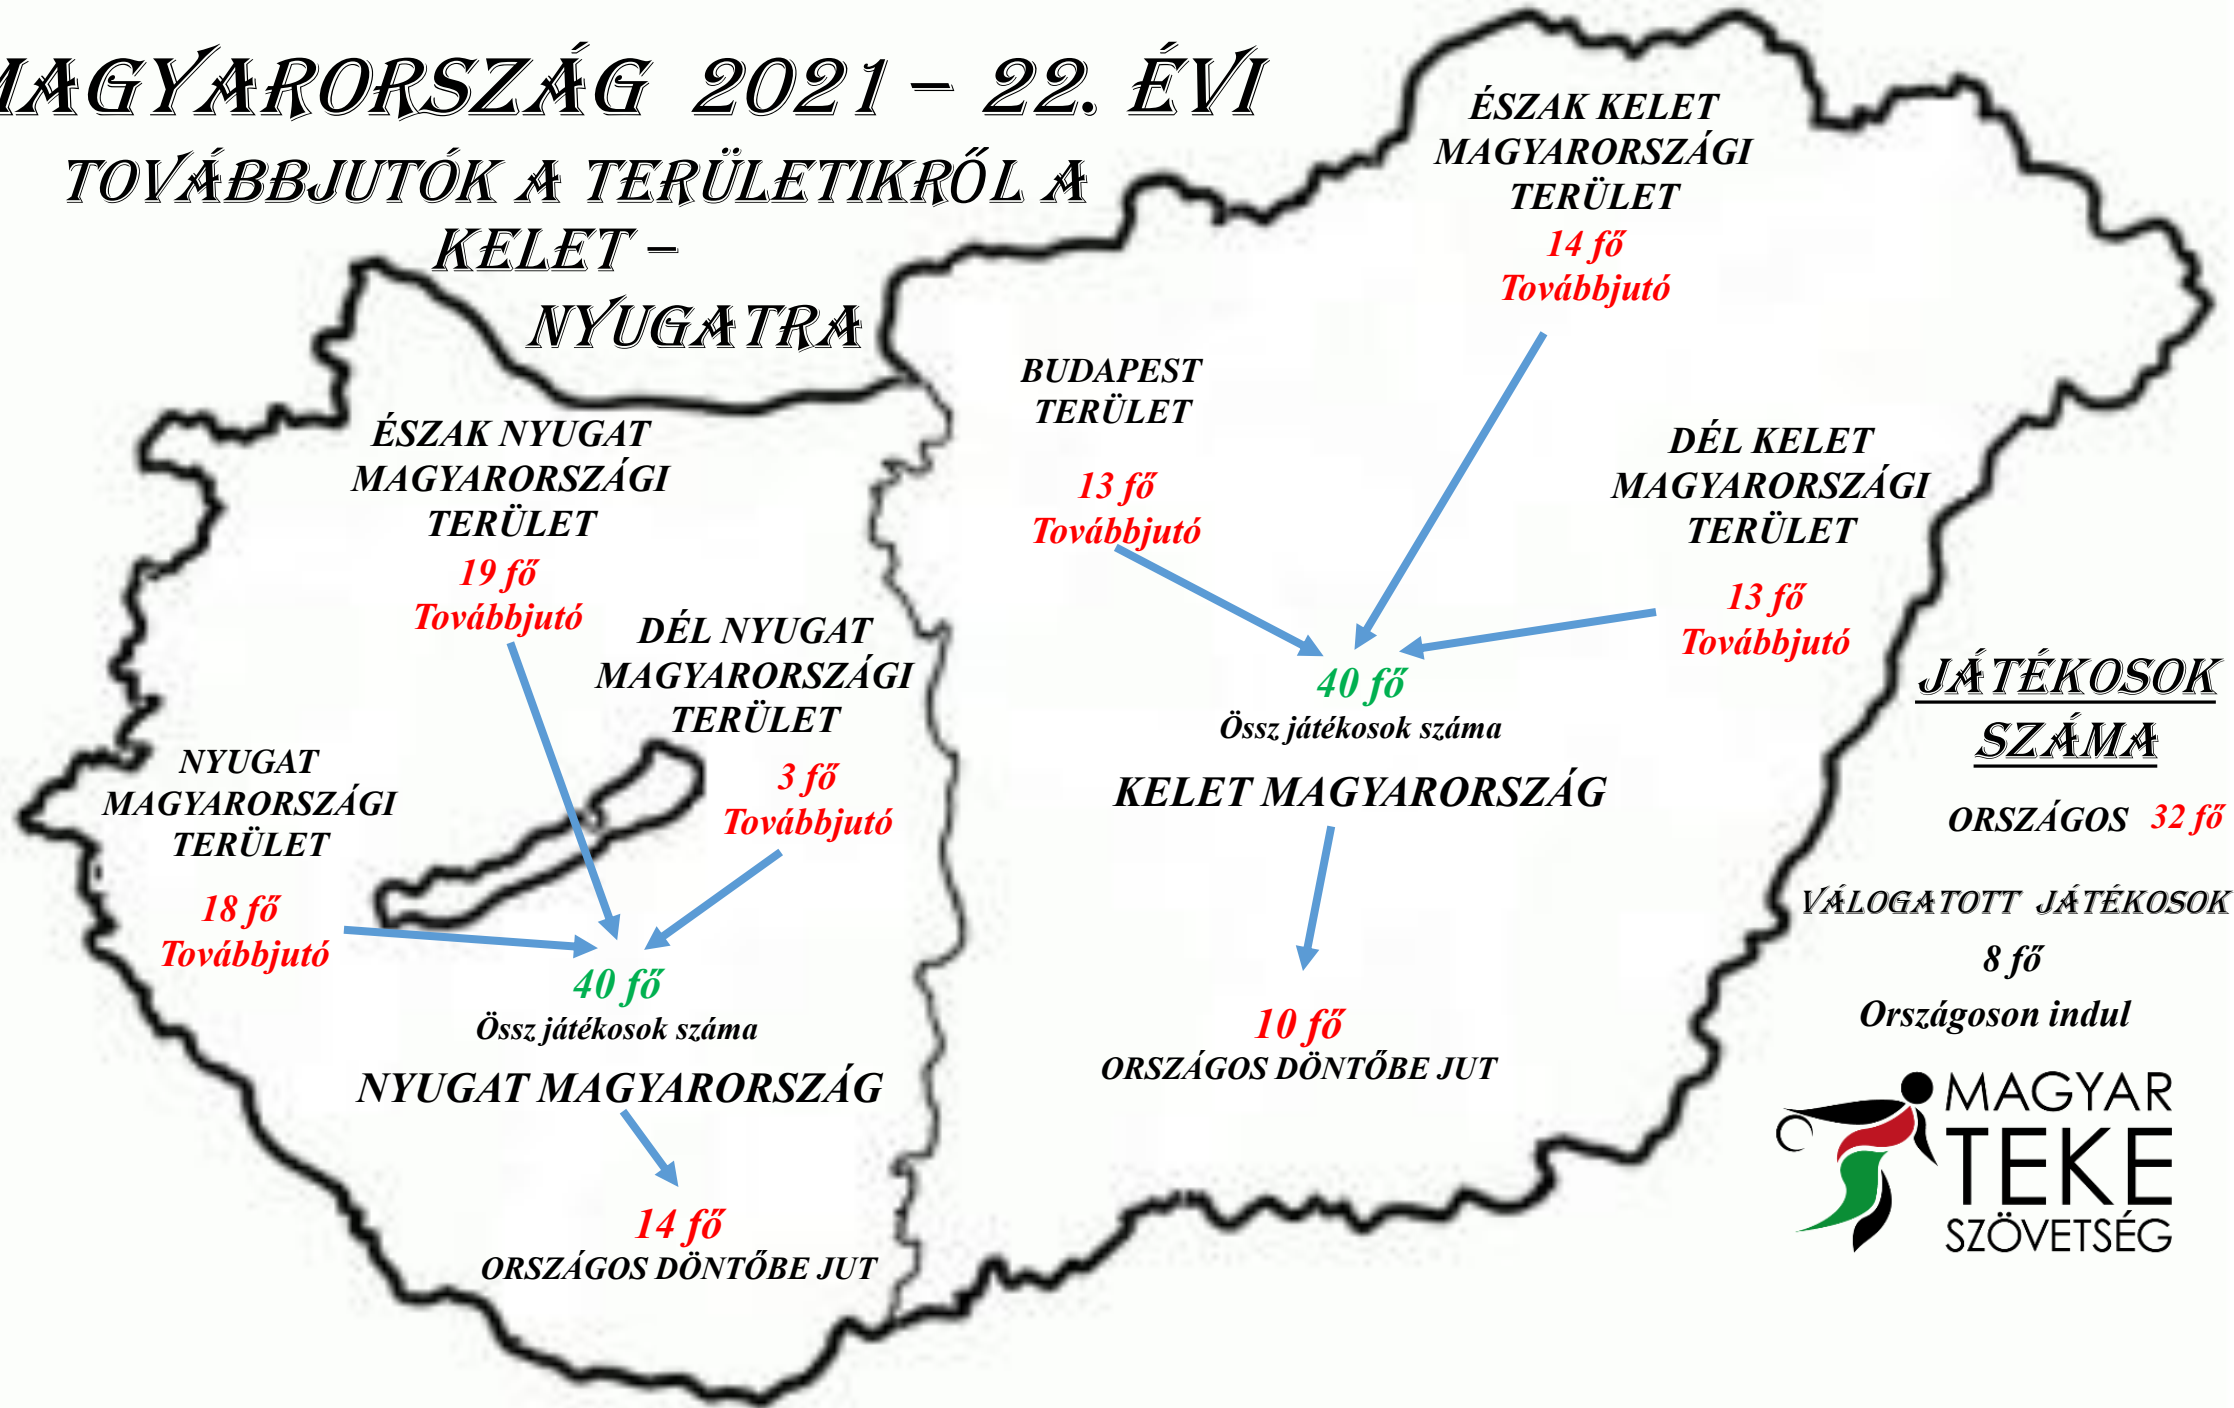 MAGYARORSZÁG 2021 – 22. ÉVI
TOVÁBBJUTÓK A TERÜLETIKRŐL A
KELET –
NYUGATRA
ÉSZAK KELET
MAGYARORSZÁGI
TERÜLET
14 fő
Továbbjutó
BUDAPEST
TERÜLET
13 fő
Továbbjutó
DÉL KELET
MAGYARORSZÁGI
TERÜLET
13 fő
Továbbjutó
40 fő
Össz játékosok száma
KELET MAGYARORSZÁG
10 fő
ORSZÁGOS DÖNTŐBE JUT
ÉSZAK NYUGAT
MAGYARORSZÁGI
TERÜLET
19 fő
Továbbjutó
DÉL NYUGAT
MAGYARORSZÁGI
TERÜLET
3 fő
Továbbjutó
NYUGAT
MAGYARORSZÁGI
TERÜLET
18 fő
Továbbjutó
40 fő
Össz játékosok száma
NYUGAT MAGYARORSZÁG
14 fő
ORSZÁGOS DÖNTŐBE JUT
JÁTÉKOSOK
SZÁMA
ORSZÁGOS 32 fő
VÁLOGATOTT JÁTÉKOSOK
8 fő
Országoson indul
MAGYAR
TEKE
SZÖVETSÉG